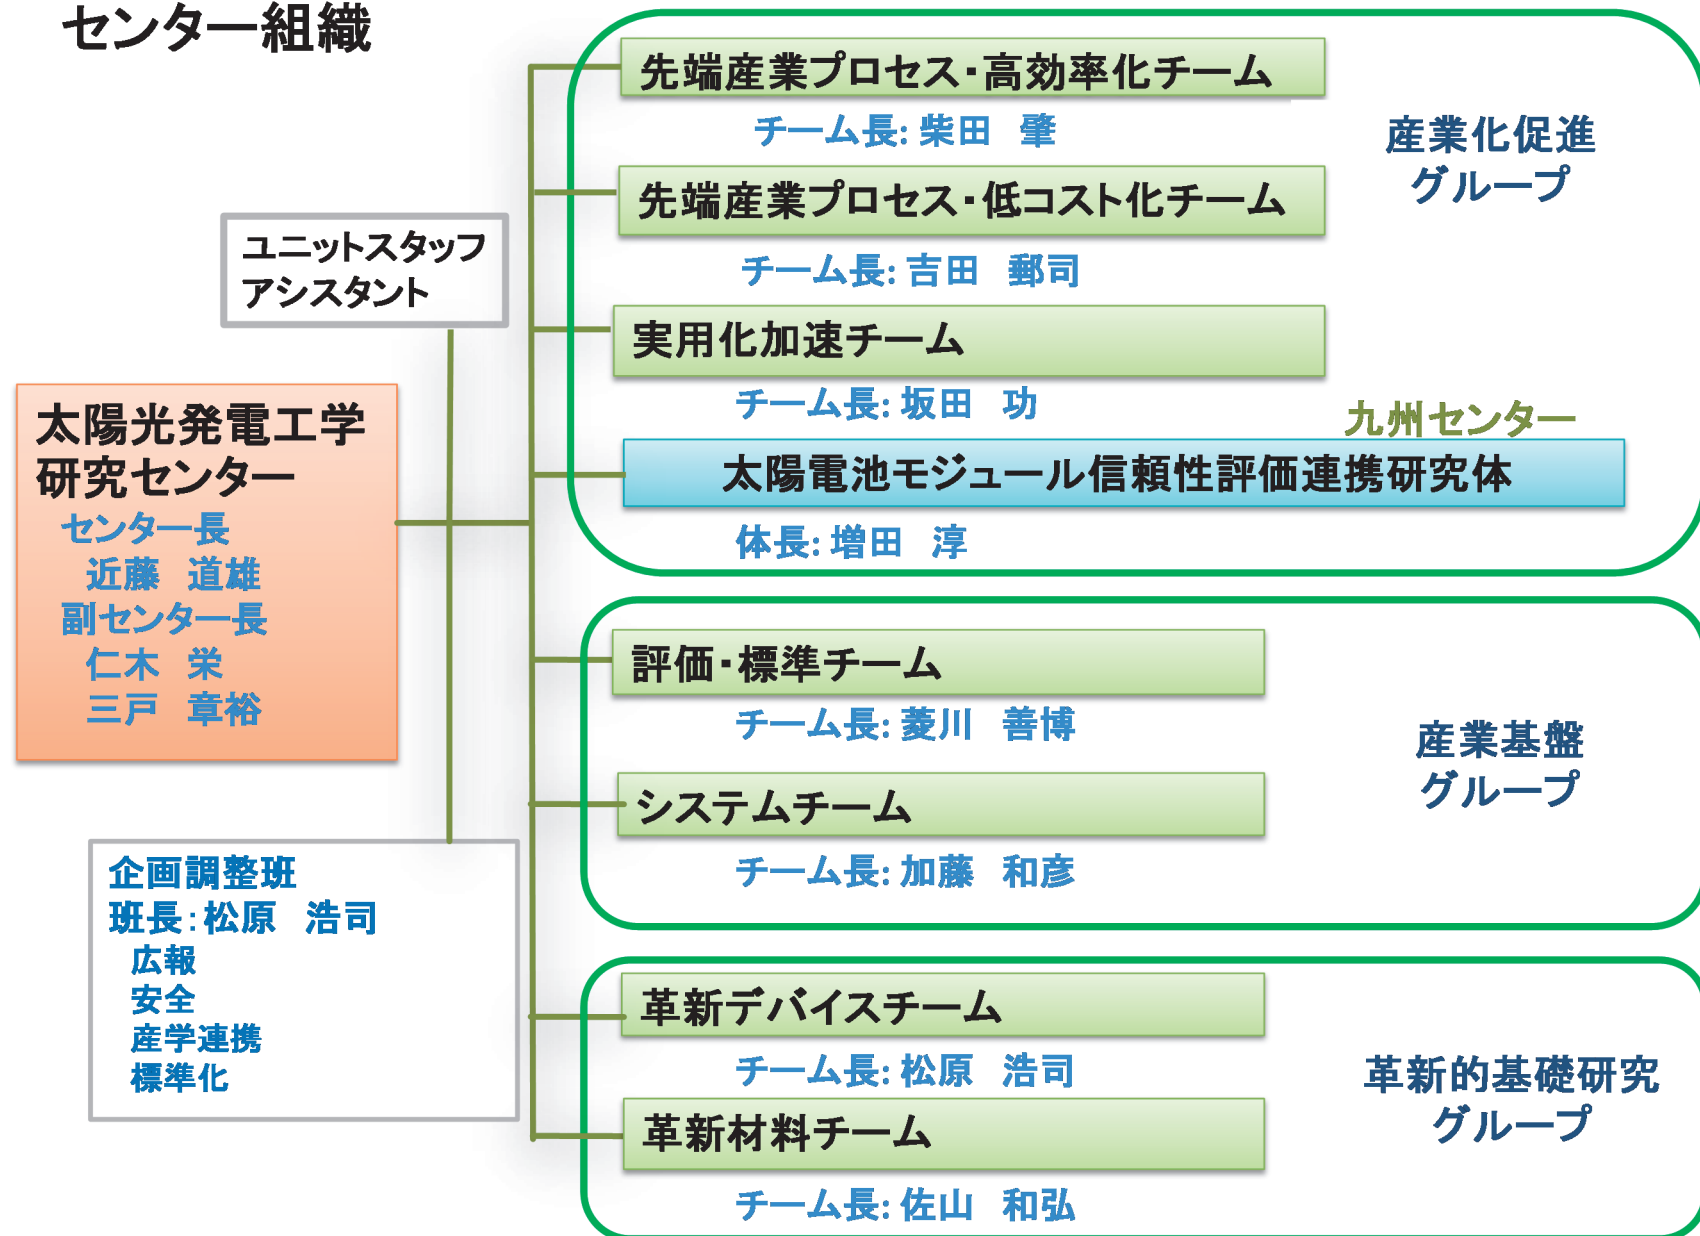 センター組織
先端産業プロセス・高効率化チーム
チーム長: 柴田　肇
先端産業プロセス・低コスト化チーム
チーム長: 吉田　郵司
実用化加速チーム
チーム長: 坂田　功
九州センター
太陽電池モジュール信頼性評価連携研究体
体長: 増田　淳
産業化促進
グループ
ユニットスタッフ
アシスタント
太陽光発電工学
研究センター
センター長
近藤　道雄
副センター長
仁木　栄
三戸　章裕
企画調整班
班長: 松原　浩司
広報
安全
産学連携
標準化
評価・標準チーム
チーム長: 菱川　善博
システムチーム
チーム長: 加藤　和彦
産業基盤
グループ
革新デバイスチーム
チーム長: 松原　浩司
革新材料チーム
チーム長: 佐山　和弘
革新的基礎研究
グループ